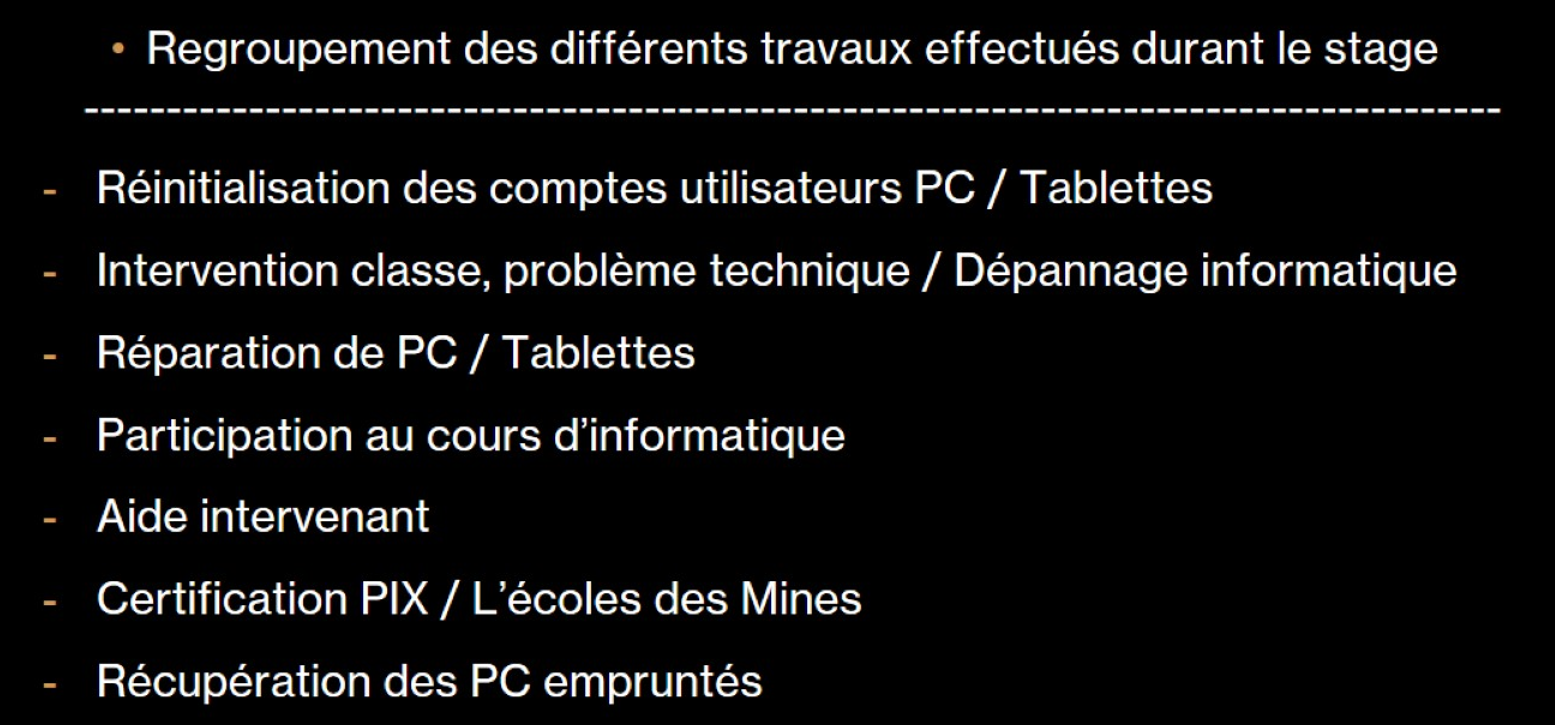 • Regroupement des différents travaux effectués durant le stage
--------------------------------------------------------------------------------------
- Réinitialisation des comptes utilisateurs PC / Tablettes
- Intervention classe, problème technique / Dépannage informatique
- Réparation de PC / Tablettes
- Participation au cours d’informatique
- Aide intervenant
- Certification PIX / L’écoles des Mines
- Récupération des PC empruntés